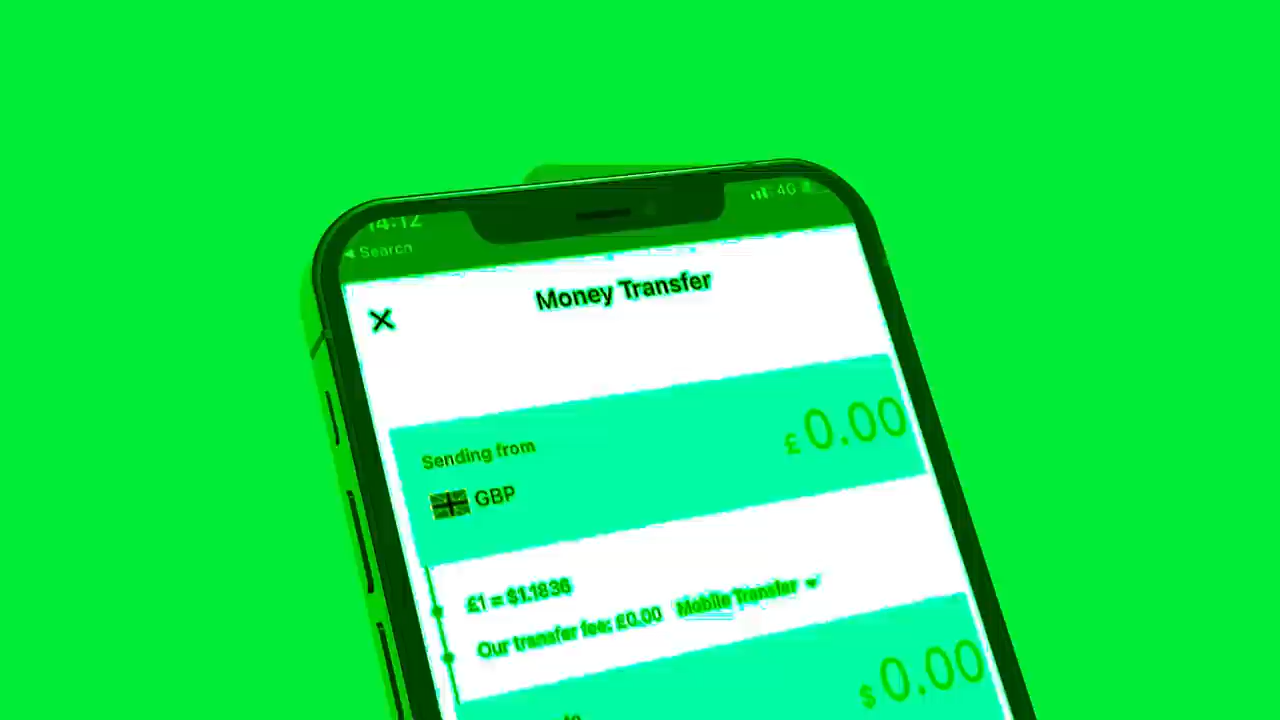 14:12
4G
Search
Money Transfer
Sending from
£ 0.00
GBP
£1 = $1.1836
Our transfer fee: £0.00 Mobile Transfer
$ 0.00